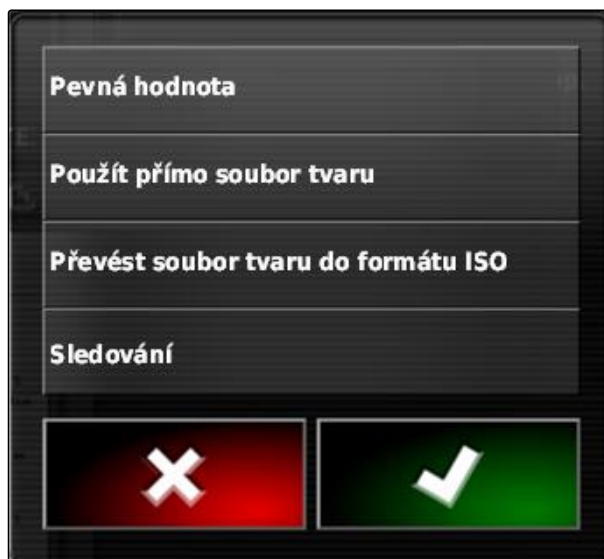 Pevná hodnota
Použít přímo soubor tvaru
Převést soubor tvaru do formátu ISO
Sledování